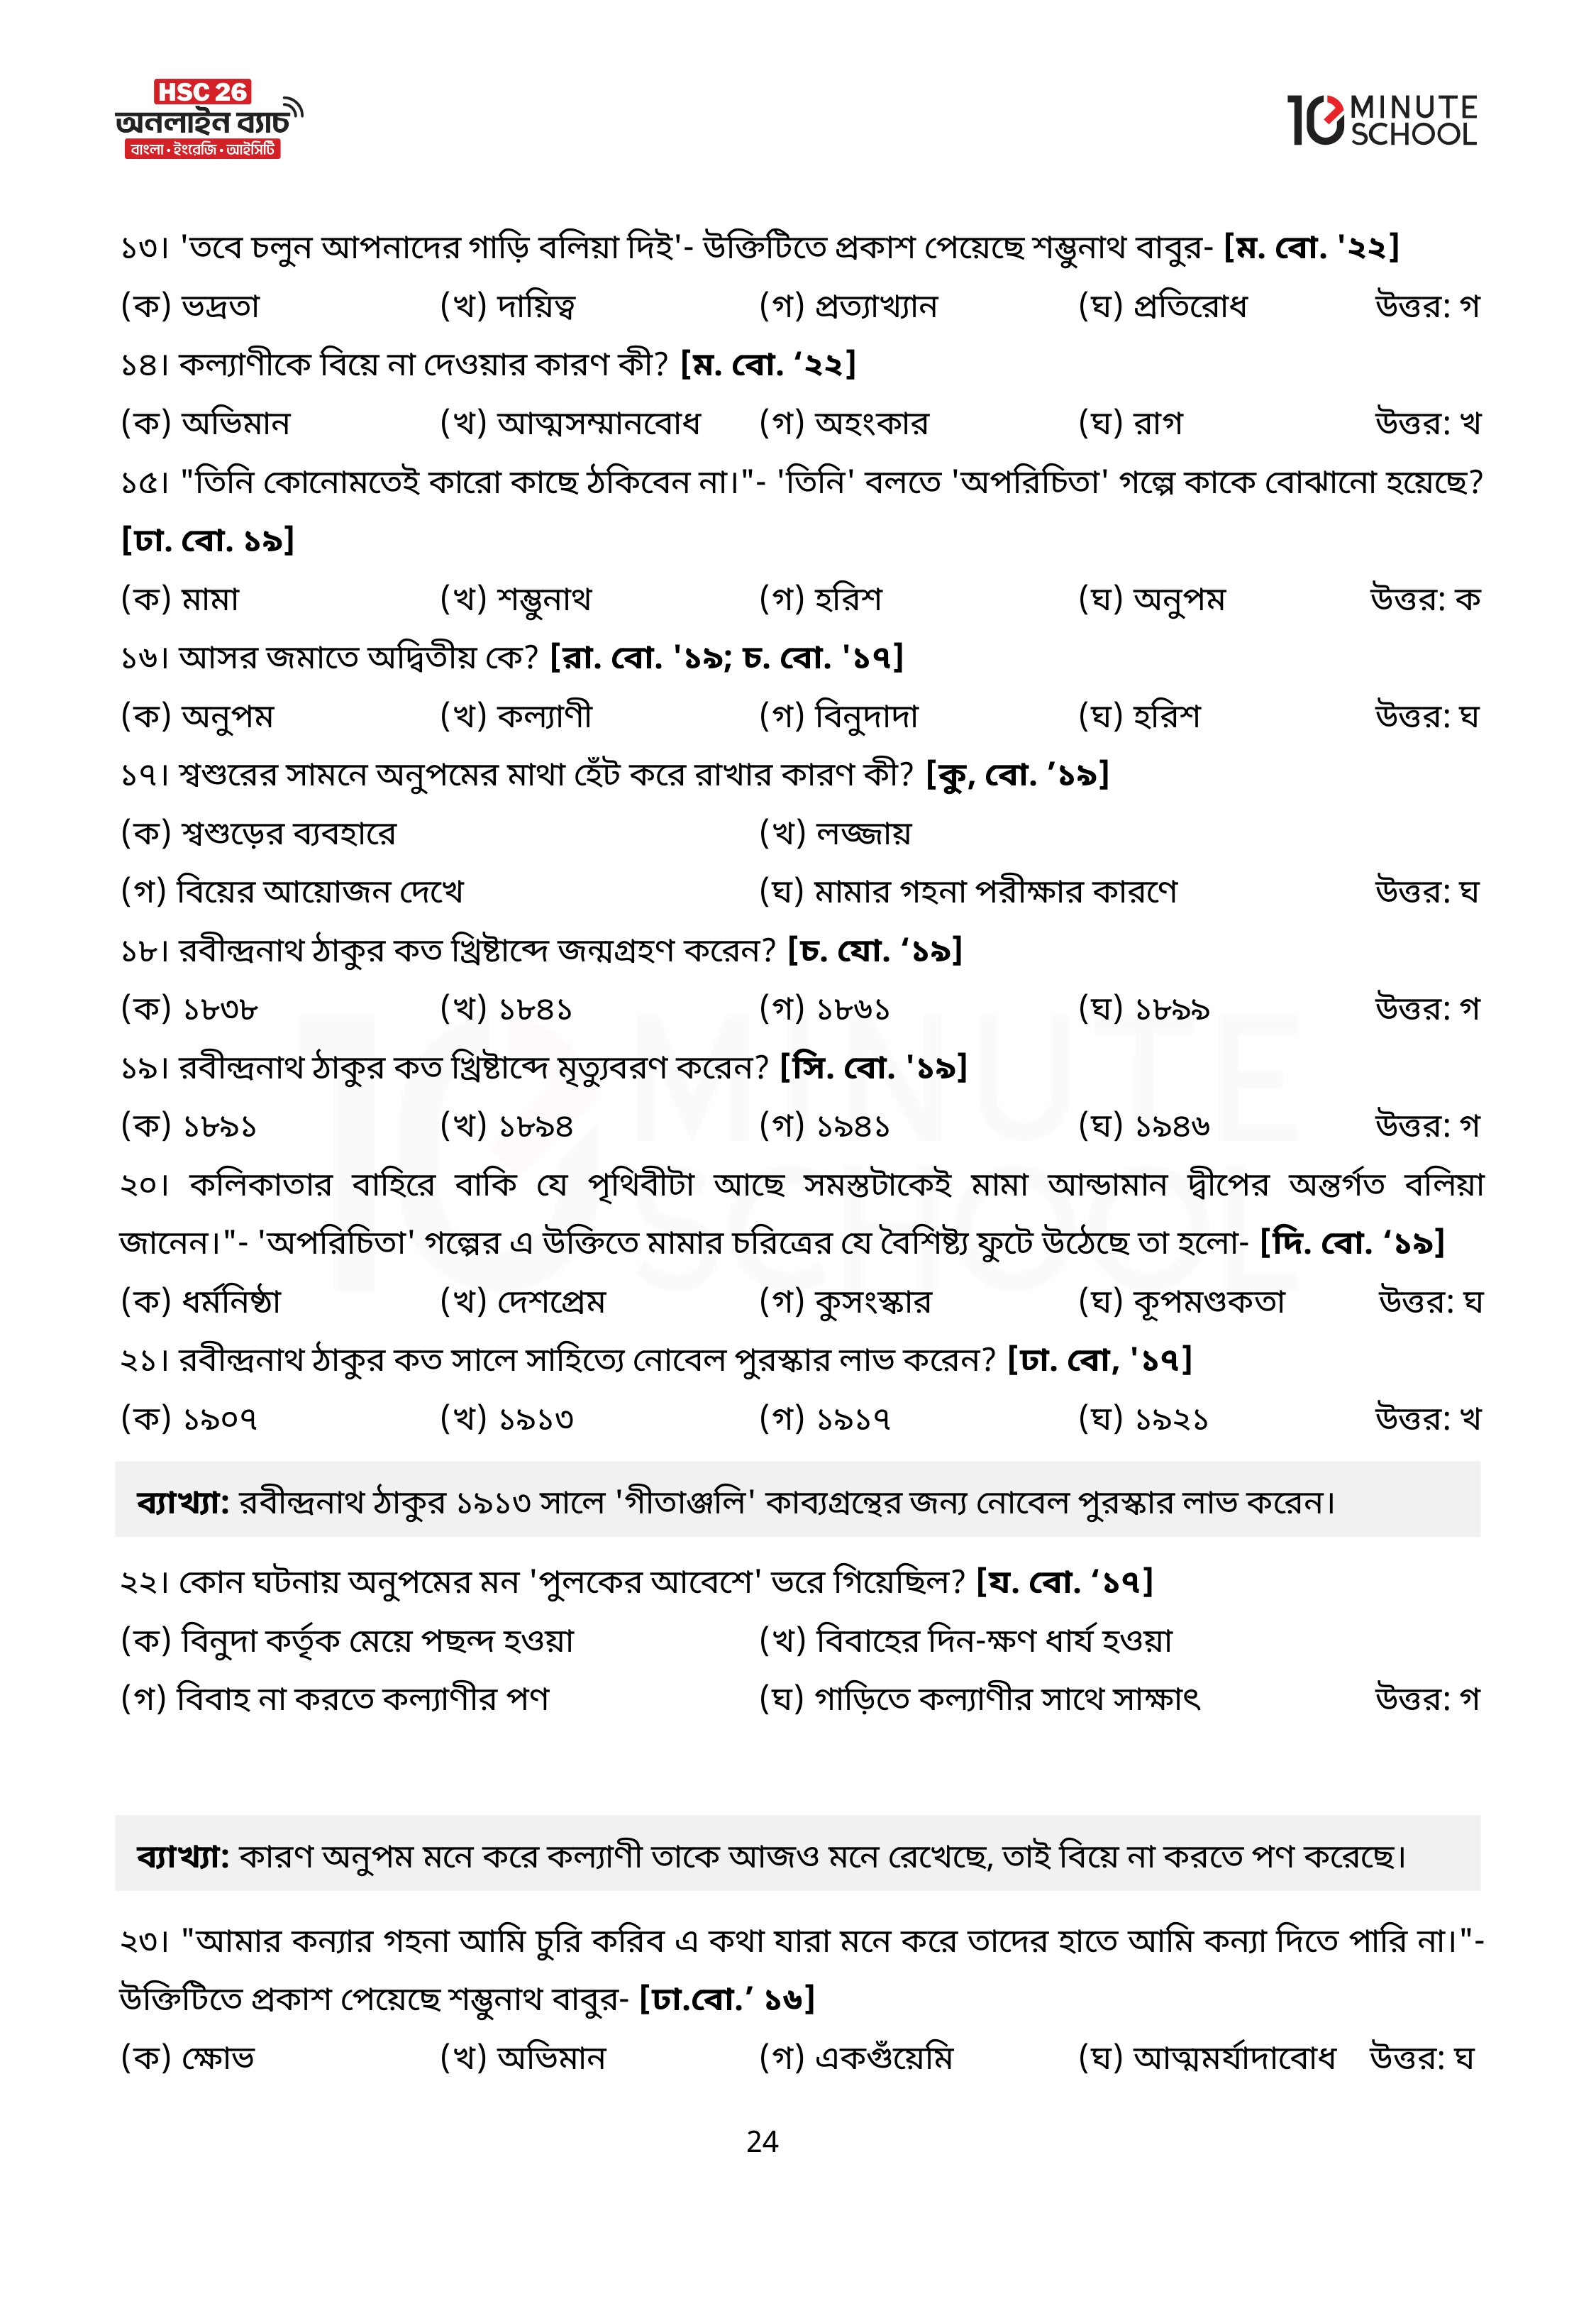 HSC 26
অনলাইন ব্যাচ
বাংলা • ইংরেজি • আইসিটি
10 MINUTE SCHOOL
১৩। 'তবে চলুন আপনাদের গাড়ি বলিয়া দিই'- উক্তিটিতে প্রকাশ পেয়েছে শম্ভুনাথ বাবুর- [ম. বো. '২২]
(ক) ভদ্রতা (খ) দায়িত্ব (গ) প্রত্যাখ্যান (ঘ) প্রতিরোধ উত্তর: গ
১৪। কল্যাণীকে বিয়ে না দেওয়ার কারণ কী? [ম. বো. ‘২২]
(ক) অভিমান (খ) আত্মসম্মানবোধ (গ) অহংকার (ঘ) রাগ উত্তর: খ
১৫। "তিনি কোনোমতেই কারো কাছে ঠকিবেন না।"- 'তিনি' বলতে 'অপরিচিতা' গল্পে কাকে বোঝানো হয়েছে?
[ঢা. বো. ১৯]
(ক) মামা (খ) শম্ভুনাথ (গ) হরিশ (ঘ) অনুপম উত্তর: ক
১৬। আসর জমাতে অদ্বিতীয় কে? [রা. বো. '১৯; চ. বো. '১৭]
(ক) অনুপম (খ) কল্যাণী (গ) বিনুদাদা (ঘ) হরিশ উত্তর: ঘ
১৭। শ্বশুরের সামনে অনুপমের মাথা হেঁট করে রাখার কারণ কী? [কু, বো. ’১৯]
(ক) শ্বশুড়ের ব্যবহারে (খ) লজ্জায়
(গ) বিয়ের আয়োজন দেখে (ঘ) মামার গহনা পরীক্ষার কারণে উত্তর: ঘ
১৮। রবীন্দ্রনাথ ঠাকুর কত খ্রিষ্টাব্দে জন্মগ্রহণ করেন? [চ. যো. ‘১৯]
(ক) ১৮৩৮ (খ) ১৮৪১ (গ) ১৮৬১ (ঘ) ১৮৯৯ উত্তর: গ
১৯। রবীন্দ্রনাথ ঠাকুর কত খ্রিষ্টাব্দে মৃত্যুবরণ করেন? [সি. বো. '১৯]
(ক) ১৮৯১ (খ) ১৮৯৪ (গ) ১৯৪১ (ঘ) ১৯৪৬ উত্তর: গ
২০। কলিকাতার বাহিরে বাকি যে পৃথিবীটা আছে সমস্তটাকেই মামা আন্ডামান দ্বীপের অন্তর্গত বলিয়া
জানেন।"- 'অপরিচিতা' গল্পের এ উক্তিতে মামার চরিত্রের যে বৈশিষ্ট্য ফুটে উঠেছে তা হলো- [দি. বো. ‘১৯]
(ক) ধর্মনিষ্ঠা (খ) দেশপ্রেম (গ) কুসংস্কার (ঘ) কূপমণ্ডকতা উত্তর: ঘ
২১। রবীন্দ্রনাথ ঠাকুর কত সালে সাহিত্যে নোবেল পুরস্কার লাভ করেন? [ঢা. বো, '১৭]
(ক) ১৯০৭ (খ) ১৯১৩ (গ) ১৯১৭ (ঘ) ১৯২১ উত্তর: খ
ব্যাখ্যা: রবীন্দ্রনাথ ঠাকুর ১৯১৩ সালে 'গীতাঞ্জলি' কাব্যগ্রন্থের জন্য নোবেল পুরস্কার লাভ করেন।
২২। কোন ঘটনায় অনুপমের মন 'পুলকের আবেশে' ভরে গিয়েছিল? [য. বো. ‘১৭]
(ক) বিনুদা কর্তৃক মেয়ে পছন্দ হওয়া (খ) বিবাহের দিন-ক্ষণ ধার্য হওয়া
(গ) বিবাহ না করতে কল্যাণীর পণ (ঘ) গাড়িতে কল্যাণীর সাথে সাক্ষাৎ উত্তর: গ
ব্যাখ্যা: কারণ অনুপম মনে করে কল্যাণী তাকে আজও মনে রেখেছে, তাই বিয়ে না করতে পণ করেছে।
২৩। "আমার কন্যার গহনা আমি চুরি করিব এ কথা যারা মনে করে তাদের হাতে আমি কন্যা দিতে পারি না।"-
উক্তিটিতে প্রকাশ পেয়েছে শম্ভুনাথ বাবুর- [ঢা.বো.’ ১৬]
(ক) ক্ষোভ (খ) অভিমান (গ) একগুঁয়েমি (ঘ) আত্মমর্যাদাবোধ উত্তর: ঘ
24